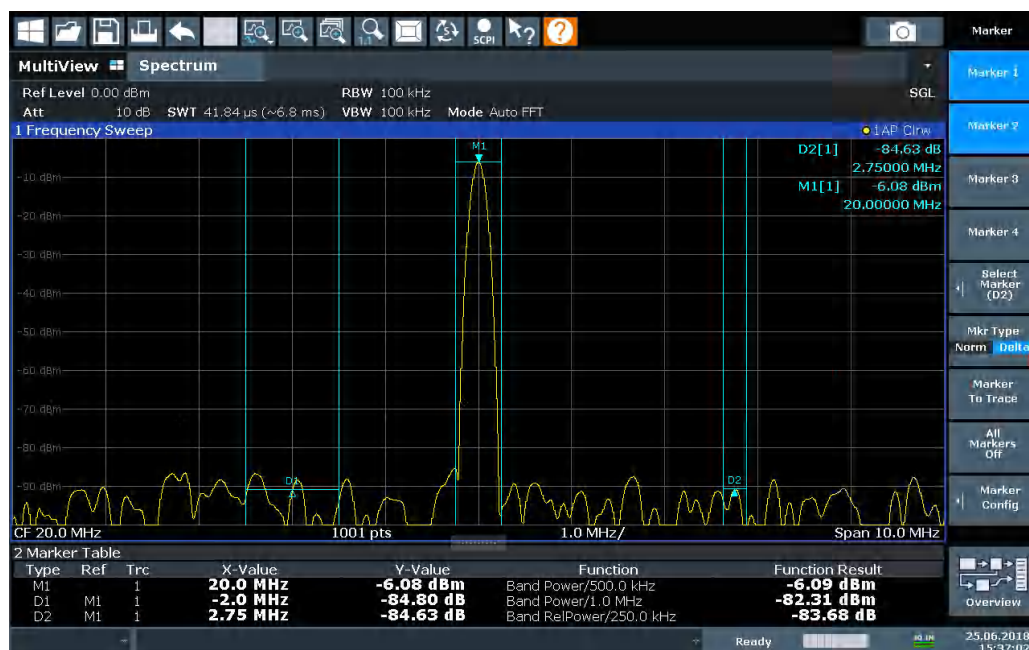 1:1
SCPI
?
?
Marker
MultiView Spectrum
Ref Level 0.00 dBm RBW 100 kHz SGL
Att 10 dB SWT 41.84 µs (~6.8 ms) VBW 100 kHz Mode Auto FFT
1 Frequency Sweep 1AP Clrw
M1
D2[1] -84.63 dB
2.75000 MHz
M1[1] -6.08 dBm
20.00000 MHz
-10 dBm
-20 dBm
-30 dBm
-40 dBm
-50 dBm
-60 dBm
-70 dBm
-80 dBm
-90 dBm
D1
D2
CF 20.0 MHz 1001 pts 1.0 MHz/ Span 10.0 MHz
2 Marker Table
Type Ref Trc X-Value Y-Value Function Function Result
M1 1 20.0 MHz -6.08 dBm Band Power/500.0 kHz -6.09 dBm
D1 M1 1 -2.0 MHz -84.80 dB Band Power/1.0 MHz -82.31 dBm
D2 M1 1 2.75 MHz -84.63 dB Band RelPower/250.0 kHz -83.68 dB
Ready
25.06.2018
15:37:02
Marker 1
Marker 2
Marker 3
Marker 4
Select
Marker
(D2)
Mkr Type
Norm Delta
Marker
To Trace
All
Markers
Off
Marker
Config
Overview